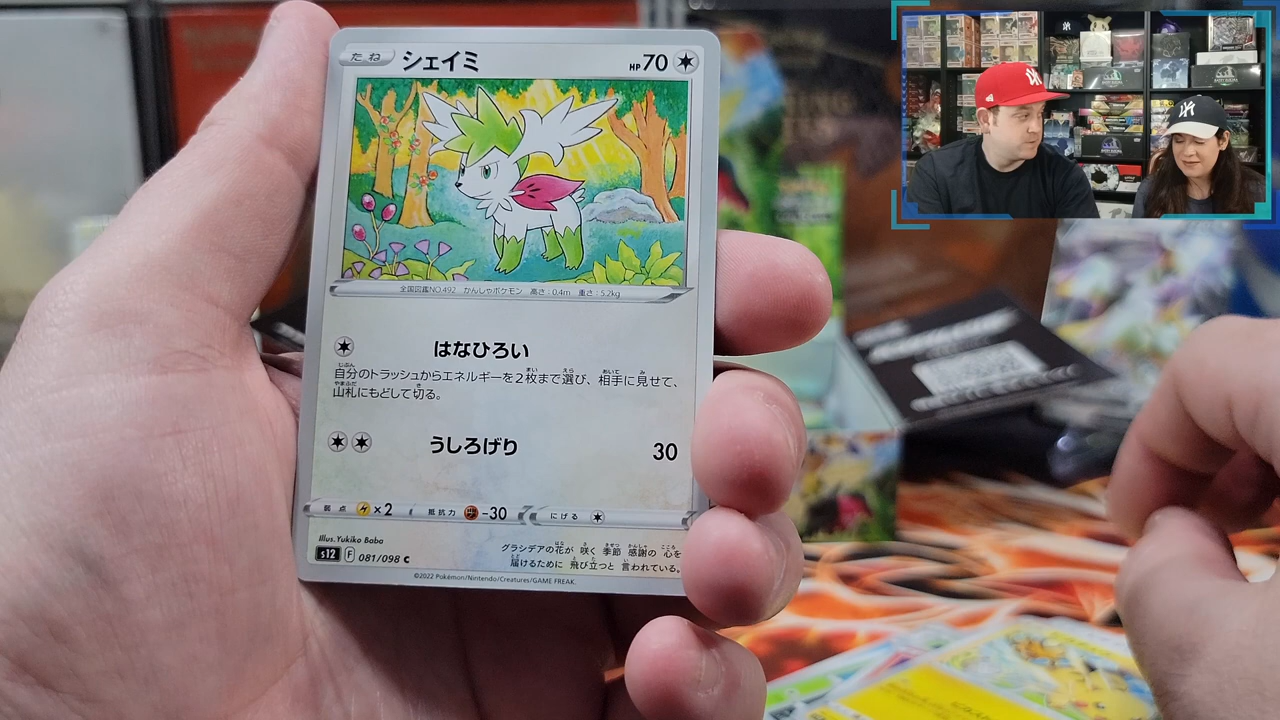 たね シェイミ HP70
全国図鑑NO.492 かんしゃポケモン 高さ:0.4m 重さ:5.2kg
はなひろい
自分のトラッシュからエネルギーを2枚まで選び、相手に見せて、
山札にもどして切る。
うしろげり 30
弱点 ×2 抵抗力 -30 にげる
Illus.Yukiko Baba
s12 F 081/098 C
グラシデアの花が 咲く 季節 感謝の 心を
届けるために 飛び立つと 言われている。
©2022 Pokémon/Nintendo/Creatures/GAME FREAK.